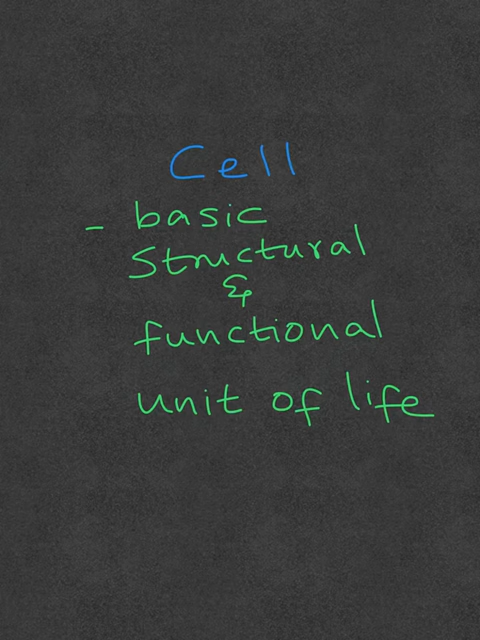 Cell
- basic
Structural
&
functional
unit of life